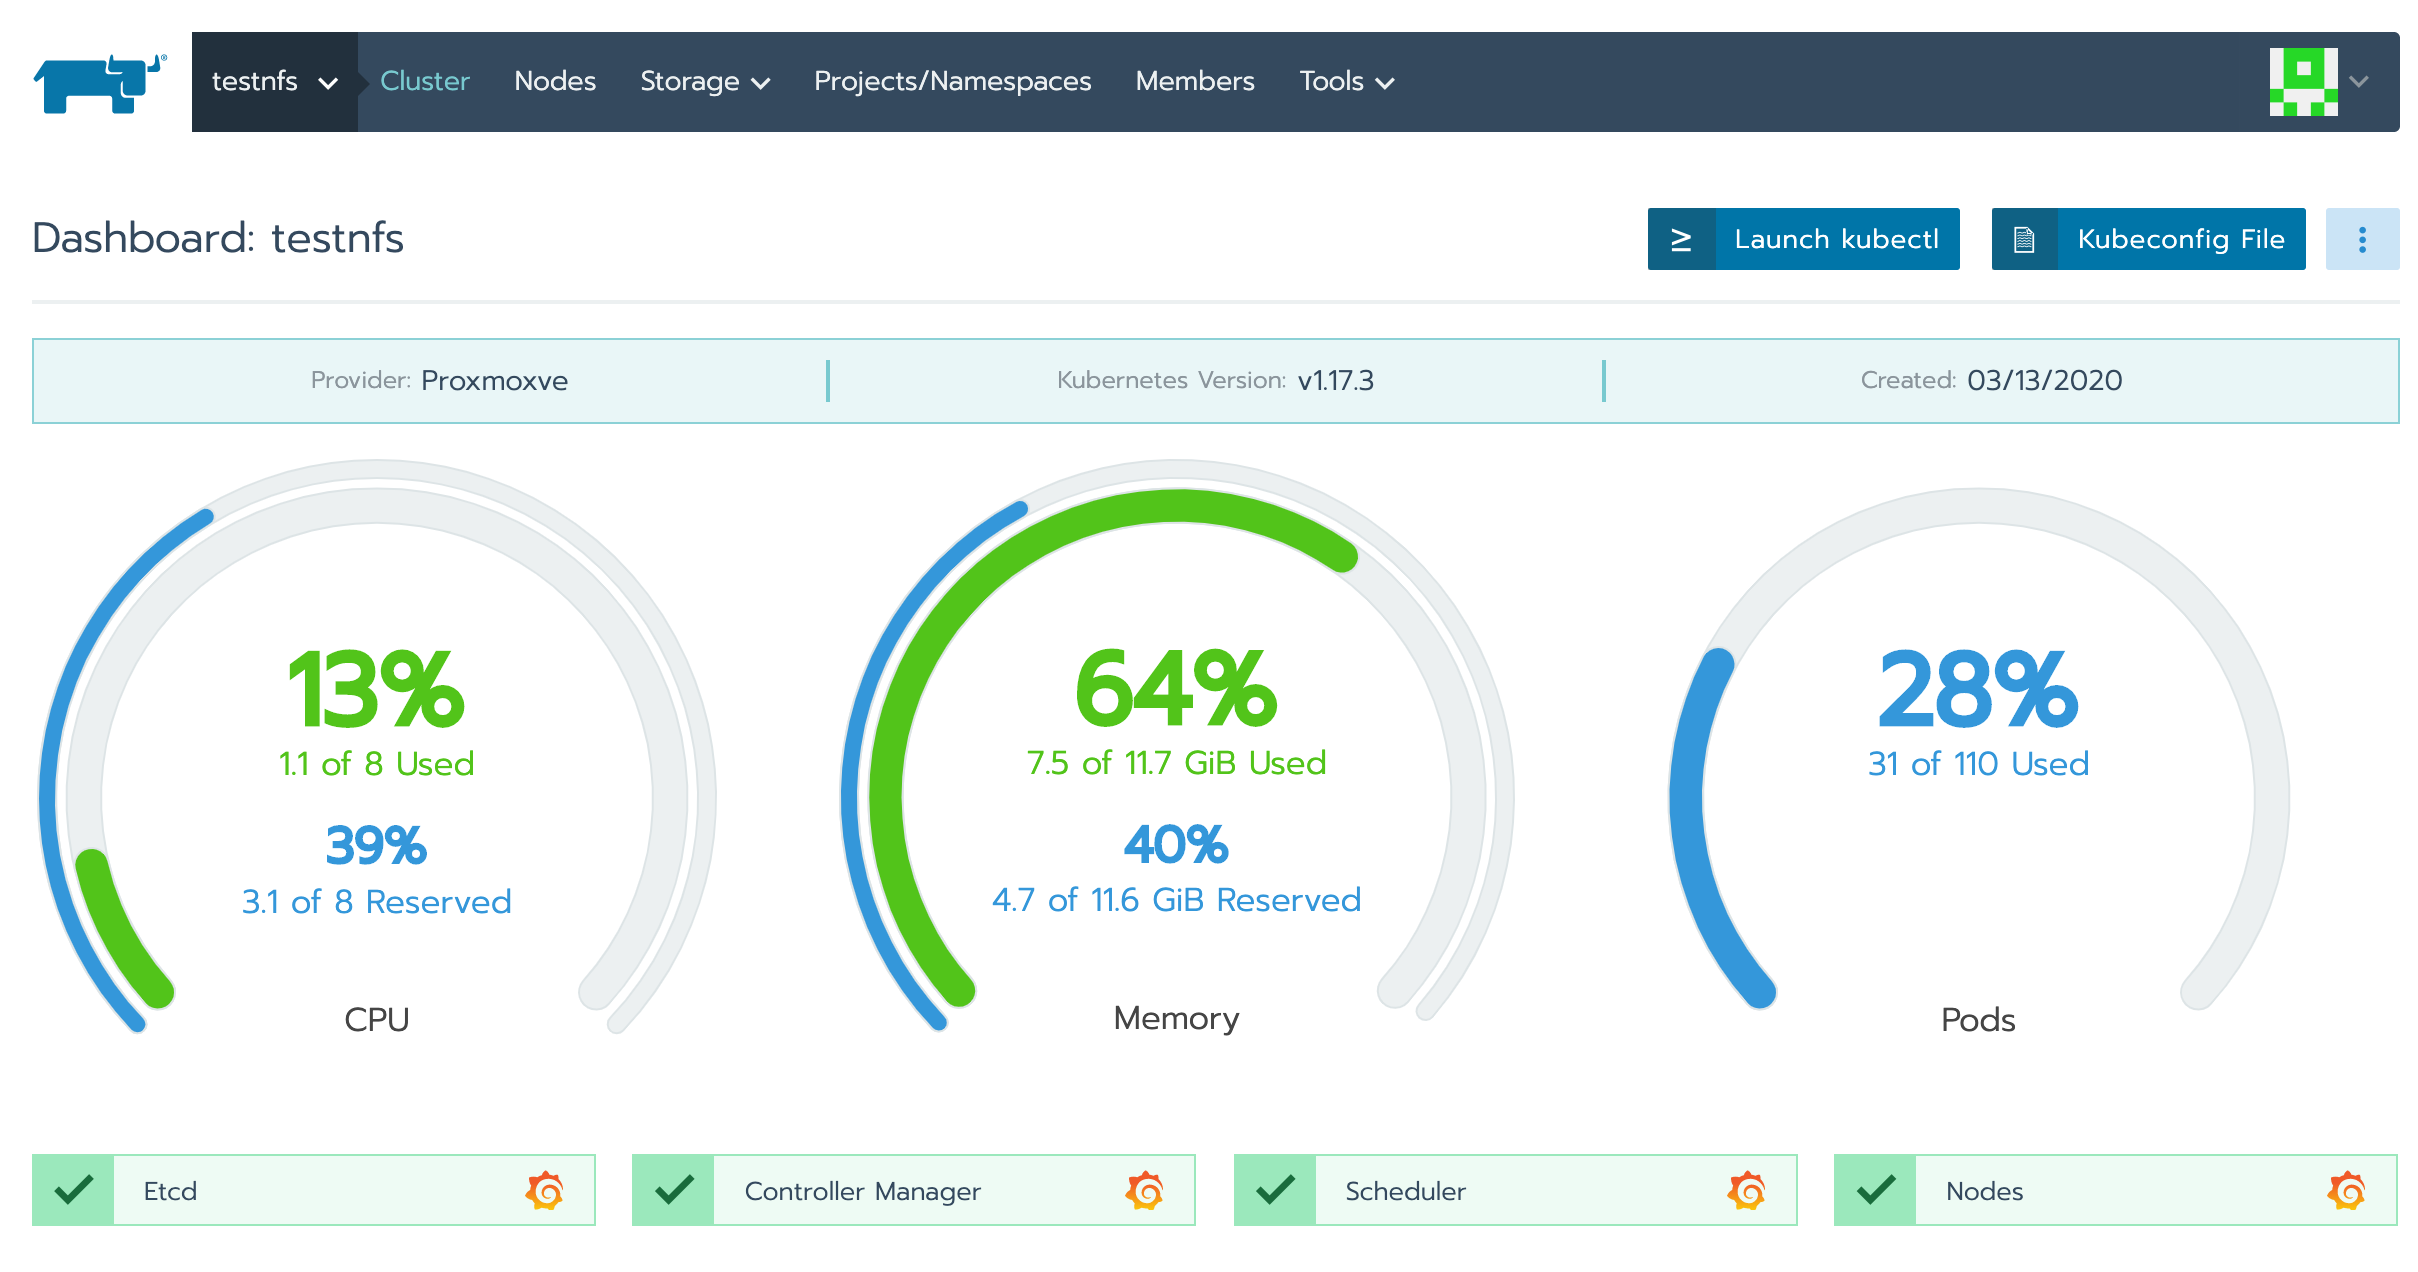 testnfs Cluster Nodes Storage Projects/Namespaces Members Tools
Dashboard: testnfs
Launch kubectl
Kubeconfig File
Provider: Proxmoxve
Kubernetes Version: v1.17.3
Created: 03/13/2020
13%
1.1 of 8 Used
39%
3.1 of 8 Reserved
CPU
64%
7.5 of 11.7 GiB Used
40%
4.7 of 11.6 GiB Reserved
Memory
28%
31 of 110 Used
Pods
Etcd
Controller Manager
Scheduler
Nodes